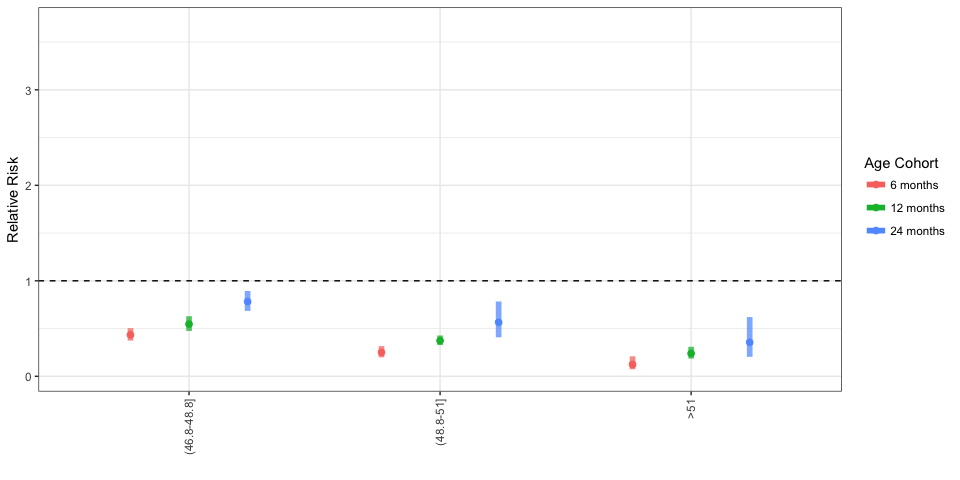 Relative Risk
3
2
1
0
(46.8-48.8]
(48.8-51]
>51
Age Cohort
6 months
12 months
24 months